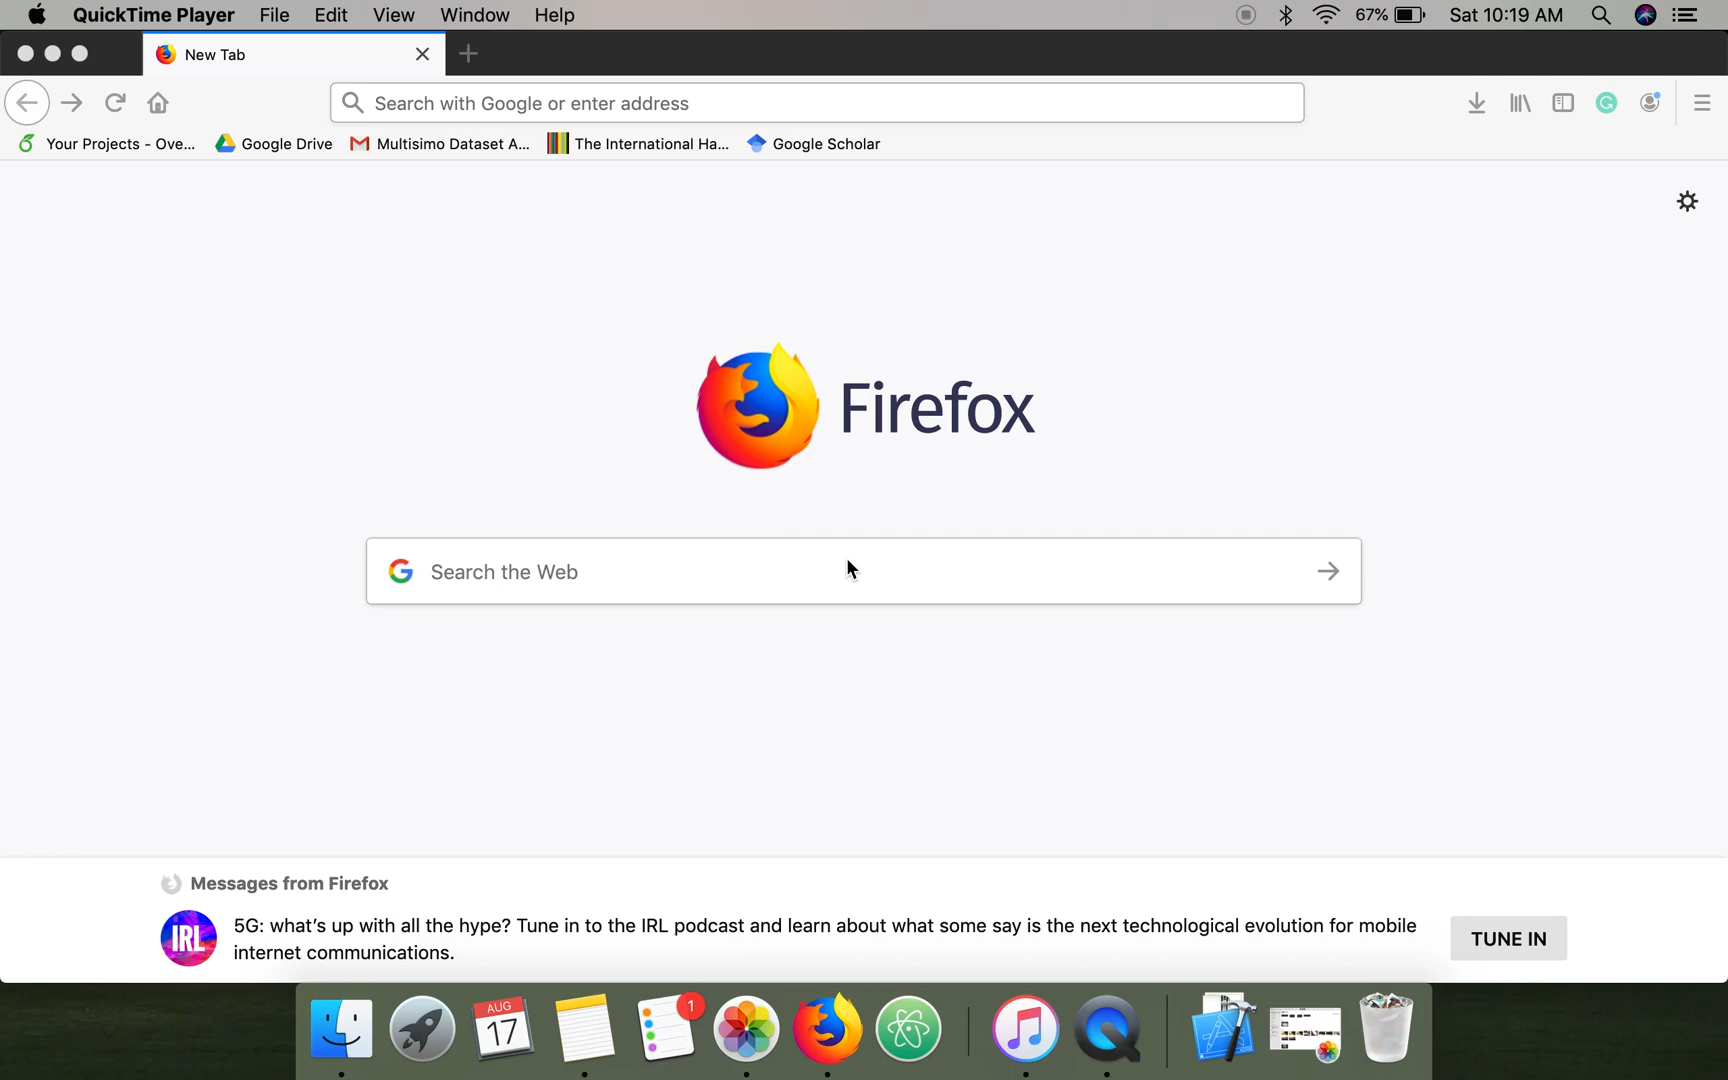 QuickTime Player File Edit View Window Help 67% Sat 10:19 AM
New Tab
Search with Google or enter address
Your Projects - Ove... Google Drive Multisimo Dataset A... The International Ha... Google Scholar
Firefox
Search the Web
Messages from Firefox
IRL
5G: what's up with all the hype? Tune in to the IRL podcast and learn about what some say is the next technological evolution for mobile
internet communications.
TUNE IN
AUG
17
1